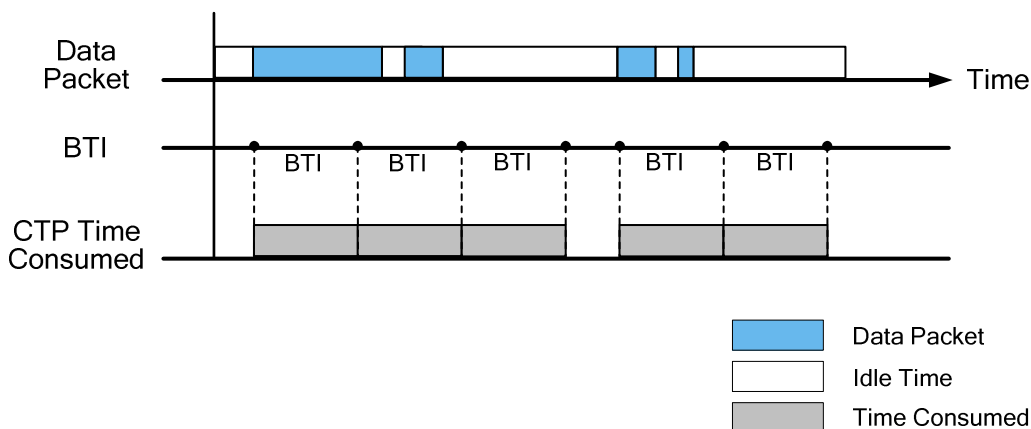 Data
Packet
Time
BTI
BTI
BTI
BTI
BTI
BTI
CTP Time
Consumed
Data Packet
Idle Time
Time Consumed